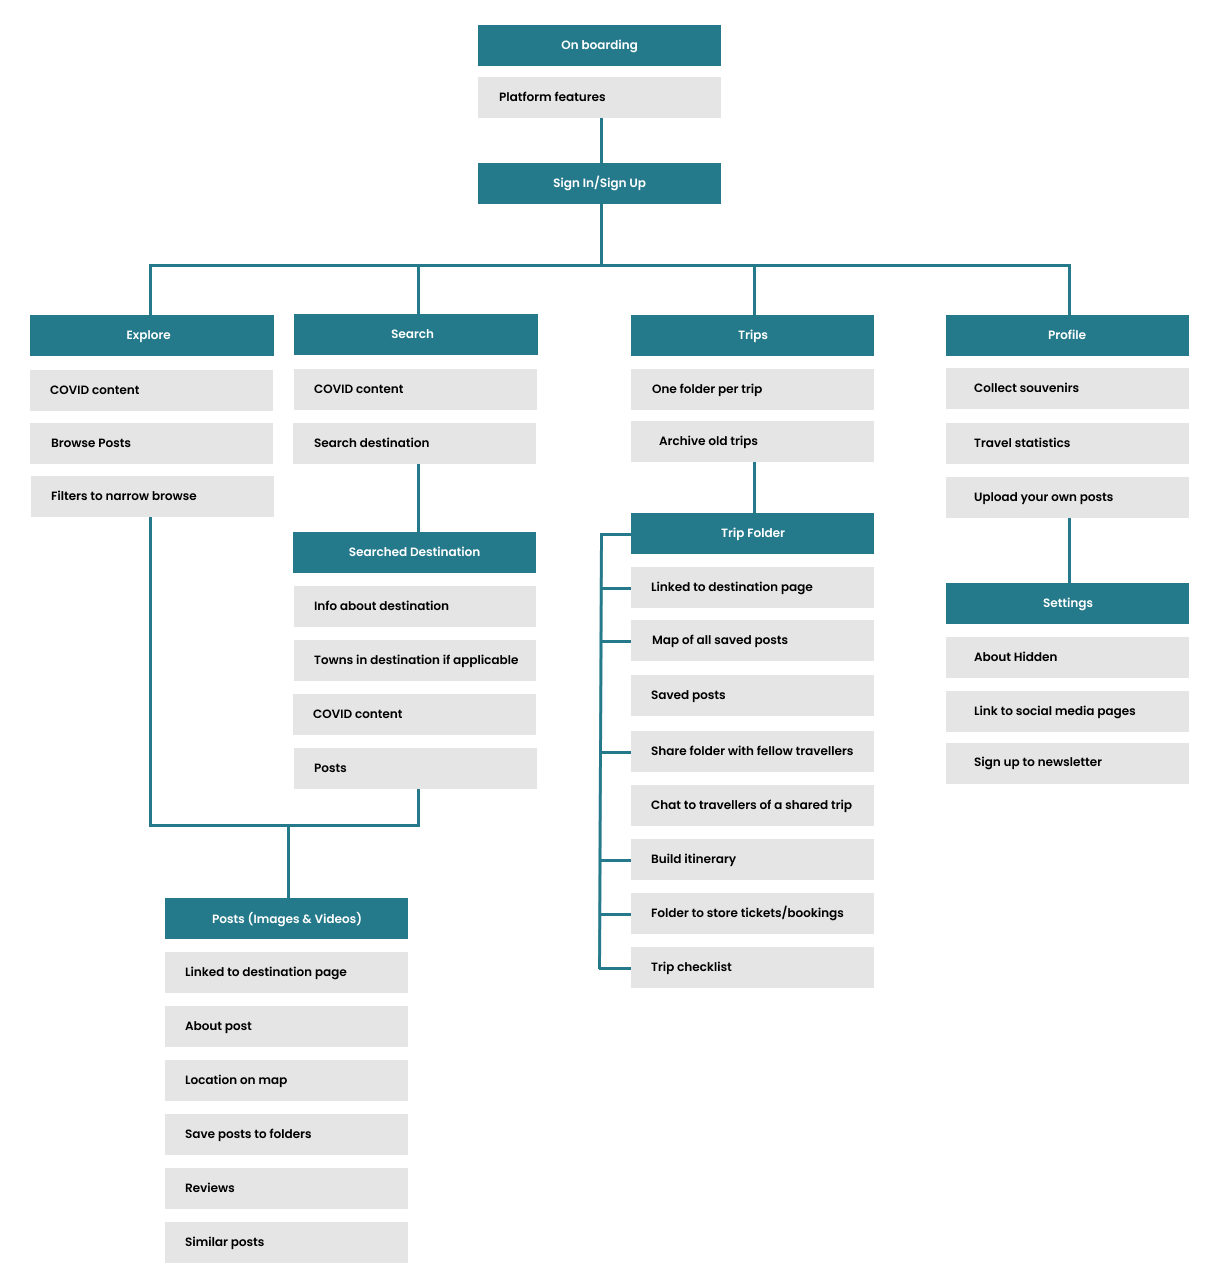 On boarding
Platform features
Sign In/Sign Up
Explore
COVID content
Browse Posts
Filters to narrow browse
Search
COVID content
Search destination
Searched Destination
Info about destination
Towns in destination if applicable
COVID content
Posts
Posts (Images & Videos)
Linked to destination page
About post
Location on map
Save posts to folders
Reviews
Similar posts
Trips
One folder per trip
Archive old trips
Trip Folder
Linked to destination page
Map of all saved posts
Saved posts
Share folder with fellow travellers
Chat to travellers of a shared trip
Build itinerary
Folder to store tickets/bookings
Trip checklist
Profile
Collect souvenirs
Travel statistics
Upload your own posts
Settings
About Hidden
Link to social media pages
Sign up to newsletter